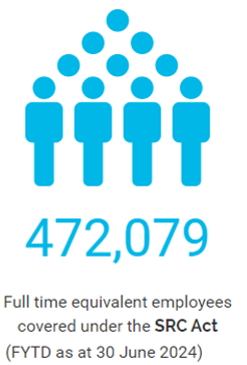 472,079
Full time equivalent employees
covered under the SRC Act
(FYTD as at 30 June 2024)